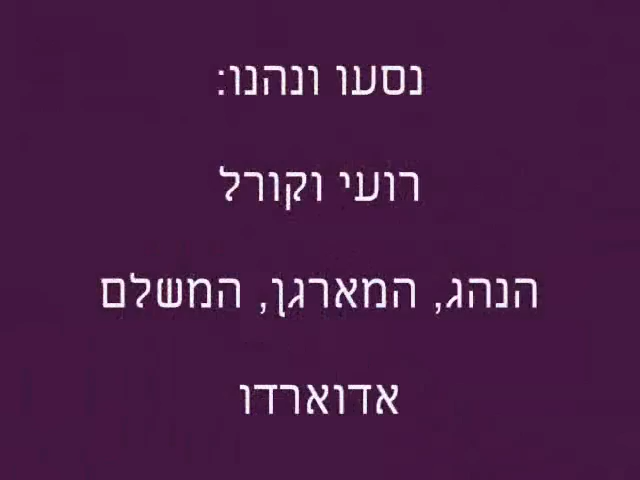 נסעו ונהנו:
רועי וקורל
הנהג, המארגן, המשלם
אדוארדו